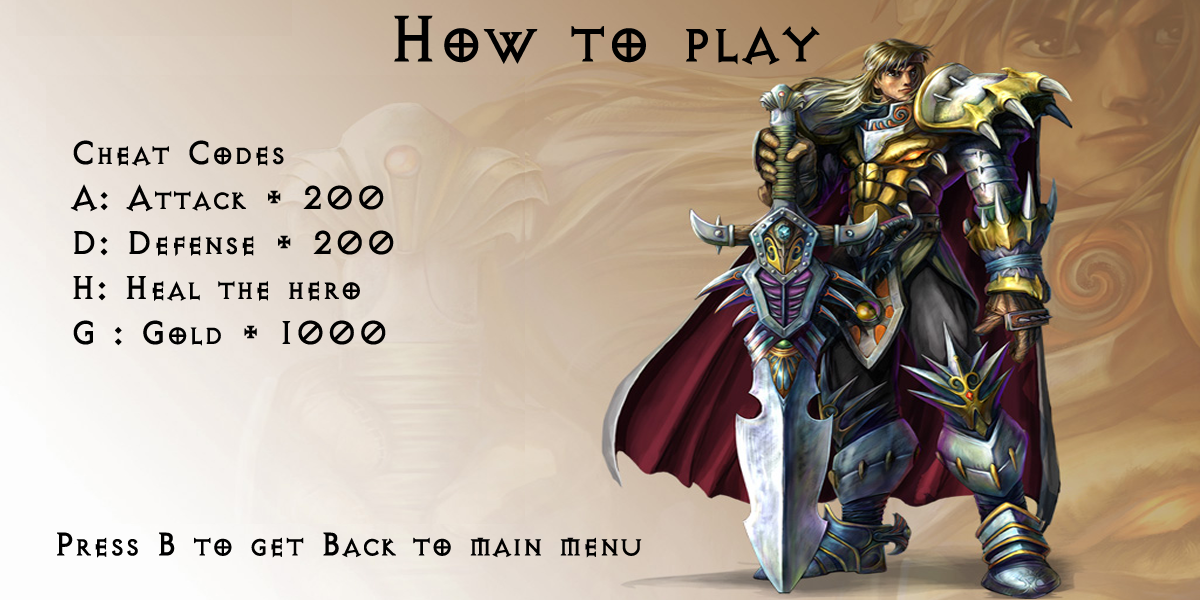 How to play
Cheat Codes
A: Attack + 200
D: Defense + 200
H: Heal the hero
G : Gold + 1000
Press B to get Back to main menu